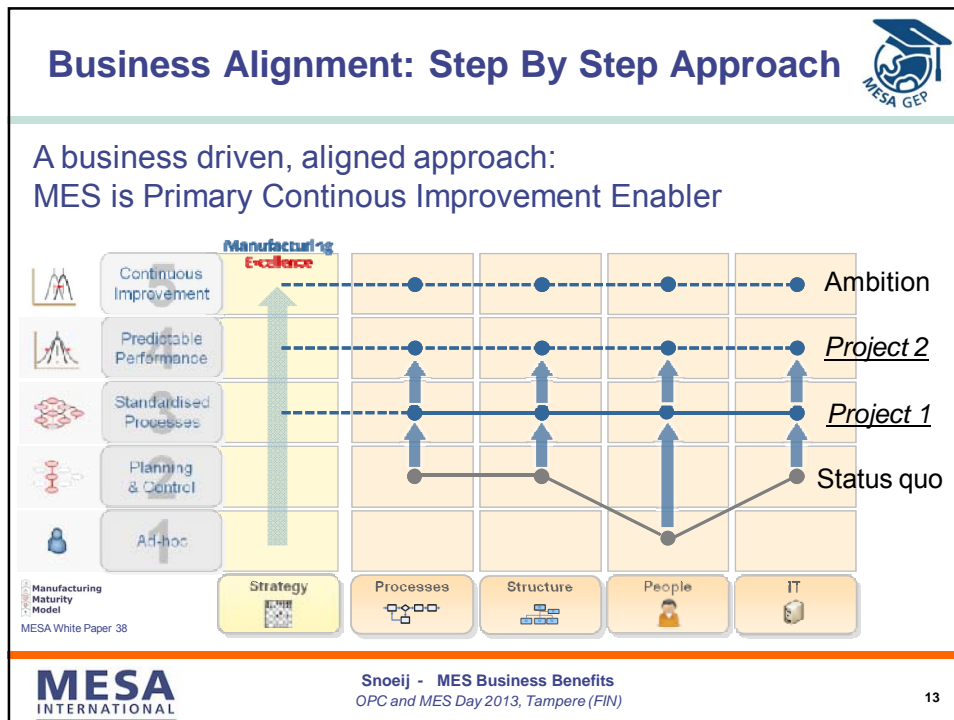 Business Alignment: Step By Step Approach
MESA GEP
A business driven, aligned approach:
MES is Primary Continous Improvement Enabler
Manufacturing
Excellence
5
Continuous
Improvement
Ambition
4
Predictable
Performance
Project 2
3
Standardised
Processes
Project 1
2
Planning
& Control
Status quo
1
Ad-hoc
Manufacturing
Maturity
Model
MESA White Paper 38
Strategy
Processes
Structure
People
IT
MESA
INTERNATIONAL
Snoeij - MES Business Benefits
OPC and MES Day 2013, Tampere (FIN)
13